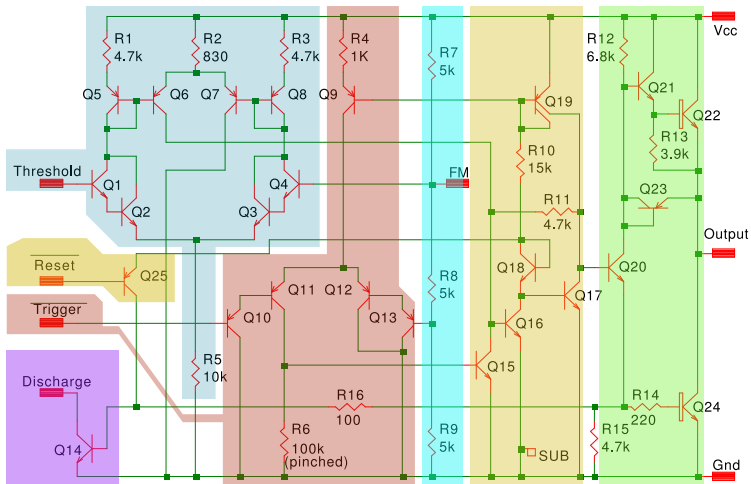 Vcc
R1
4.7k
R2
830
R3
4.7k
R4
1K
R7
5k
R12
6.8k
Q5
Q6
Q7
Q8
Q9
Q19
Q21
Q22
R13
3.9k
R10
15k
Threshold
Q1
Q2
Q3
Q4
FM
R11
4.7k
Q23
Output
Reset
Q25
Q11
Q12
R8
5k
Q18
Q20
Trigger
Q10
Q13
Q16
Q17
Q15
Discharge
R5
10k
R16
100
R14
220
Q24
Q14
R6
100k
(pinched)
R9
5k
SUB
R15
4.7k
Gnd